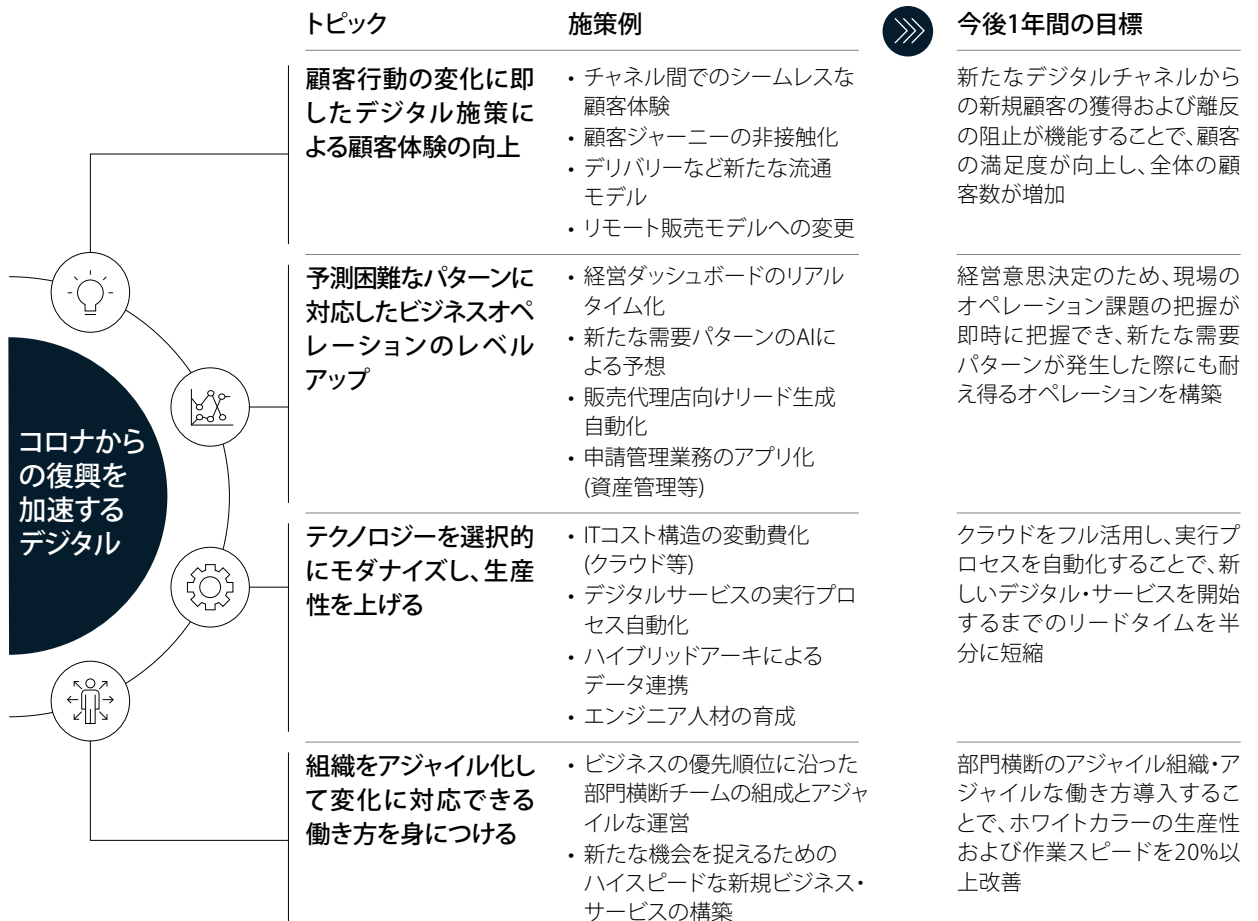 トピック
施策例
今後1年間の目標
コロナから
の復興を
加速する
デジタル
顧客行動の変化に即
したデジタル施策に
よる顧客体験の向上
• チャネル間でのシームレスな
顧客体験
• 顧客ジャーニーの非接触化
• デリバリーなど新たな流通
モデル
• リモート販売モデルへの変更
新たなデジタルチャネルから
の新規顧客の獲得および離反
の阻止が機能することで、顧客
の満足度が向上し、全体の顧
客数が増加
予測困難なパターンに
対応したビジネスオペ
レーションのレベル
アップ
• 経営ダッシュボードのリアル
タイム化
• 新たな需要パターンのAIに
よる予想
• 販売代理店向けリード生成
自動化
• 申請管理業務のアプリ化
(資産管理等)
経営意思決定のため、現場の
オペレーション課題の把握が
即時に把握でき、新たな需要
パターンが発生した際にも耐
え得るオペレーションを構築
テクノロジーを選択的
にモダナイズし、生産
性を上げる
• ITコスト構造の変動費化
(クラウド等)
• デジタルサービスの実行プロ
セス自動化
• ハイブリッドアーキによる
データ連携
• エンジニア人材の育成
クラウドをフル活用し、実行プ
ロセスを自動化することで、新
しいデジタル・サービスを開始
するまでのリードタイムを半
分に短縮
組織をアジャイル化し
て変化に対応できる
働き方を身につける
• ビジネスの優先順位に沿った
部門横断チームの組成とアジャ
イルな運営
• 新たな機会を捉えるための
ハイスピードな新規ビジネス・
サービスの構築
部門横断のアジャイル組織・ア
ジャイルな働き方導入するこ
とで、ホワイトカラーの生産性
および作業スピードを20%以
上改善